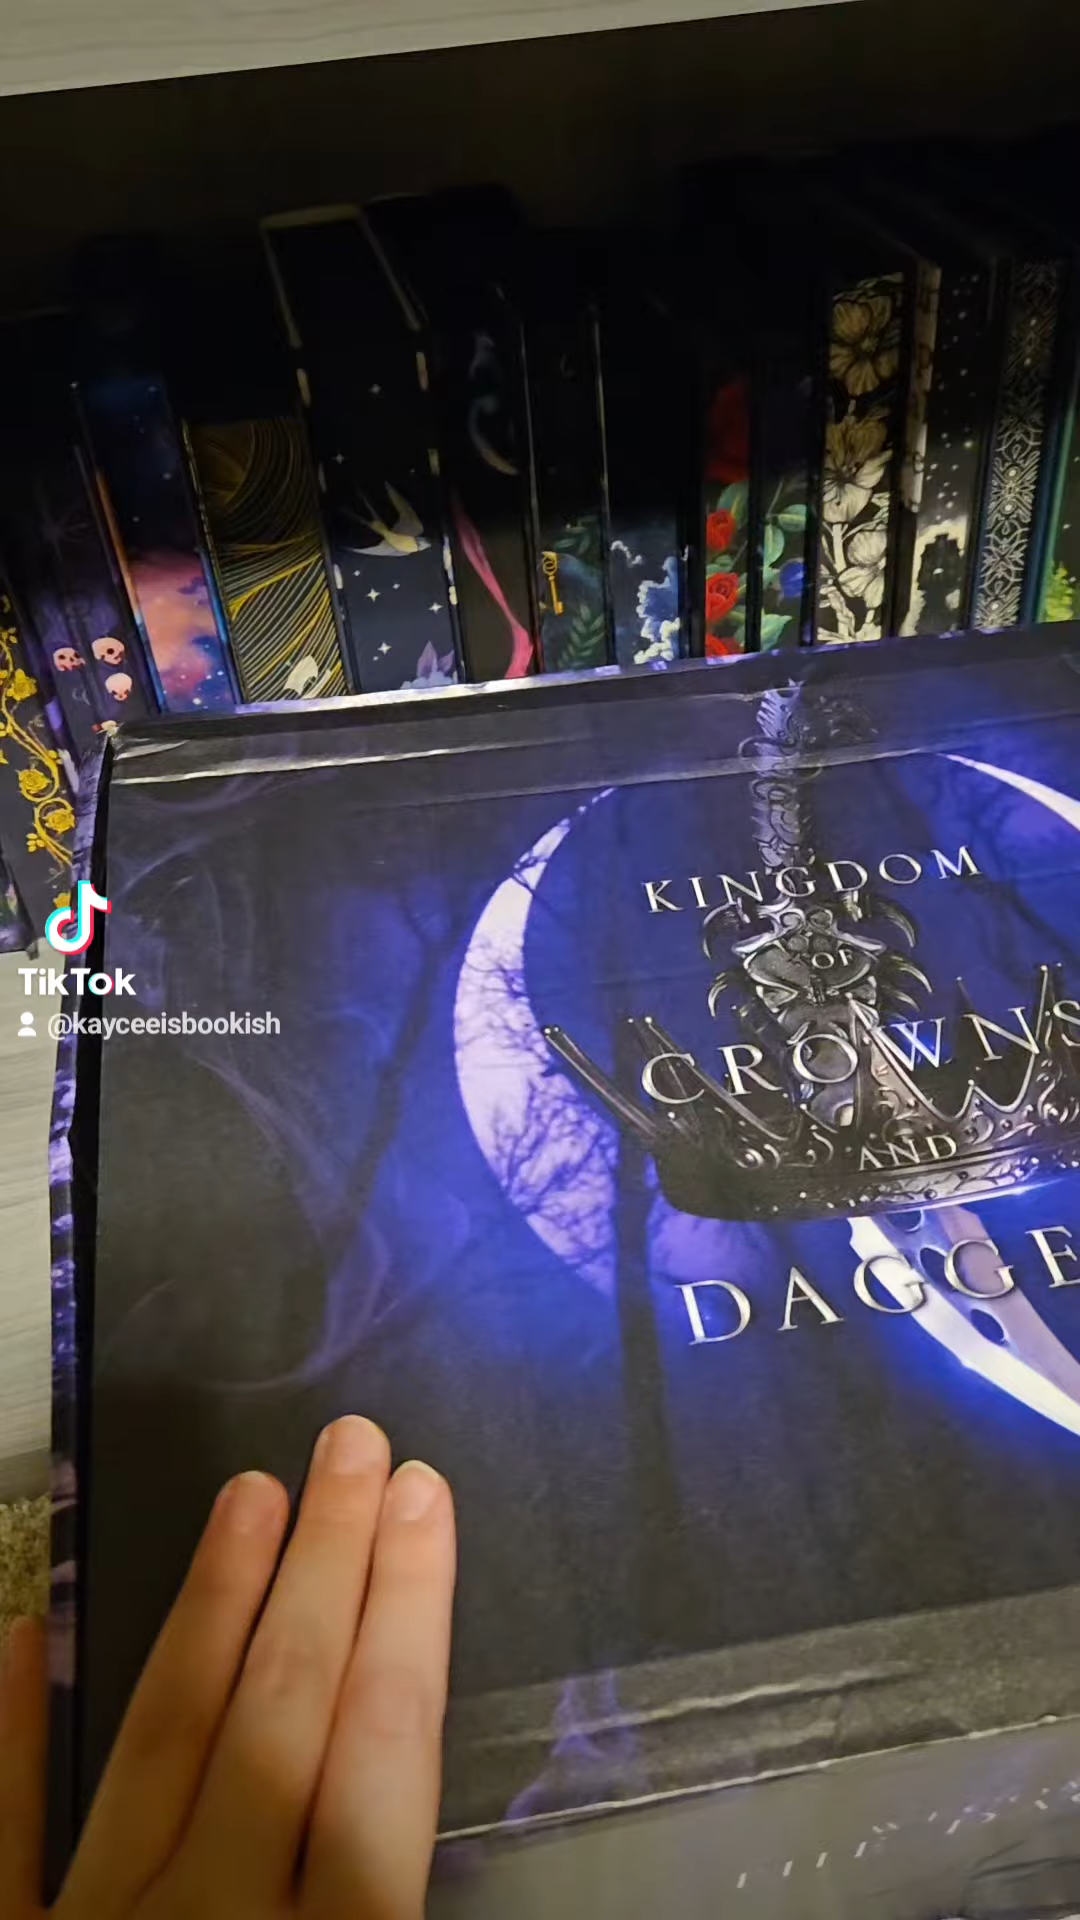 KINGDOM
OF
CROWNS
AND
DAGGE
TikTok
@kayceeisbookish